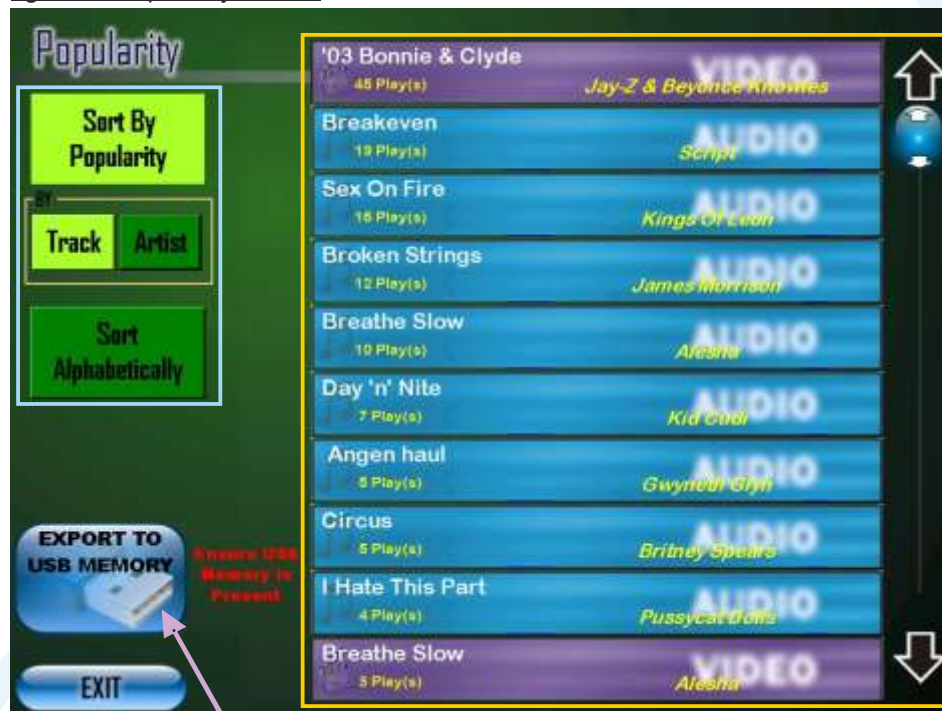 Popularity
Sort By
Popularity
BY
Track Artist
Sort
Alphabetically
EXPORT TO
USB MEMORY
Ensure USB
Memory is
Present
EXIT
'03 Bonnie & Clyde
VIDEO
Play(s) Jay-Z & Beyonce Knowles
Breakeven
AUDIO
Play(s) Script
Sex On Fire
AUDIO
16 Play(s) Kings Of Leon
Broken Strings
AUDIO
12 Play(s) James Morrison
Breathe Slow
AUDIO
10 Play(s) Alesha
Day 'n' Nite
AUDIO
7 Play(s) Kid Cudi
Angen haul
AUDIO
Play(s) Gwyneth Glyn
Circus
AUDIO
5 Play(s) Britney Spears
I Hate This Part
AUDIO
4 Play(s) Pussycat Dolls
Breathe Slow
VIDEO
Play(s) Alesha